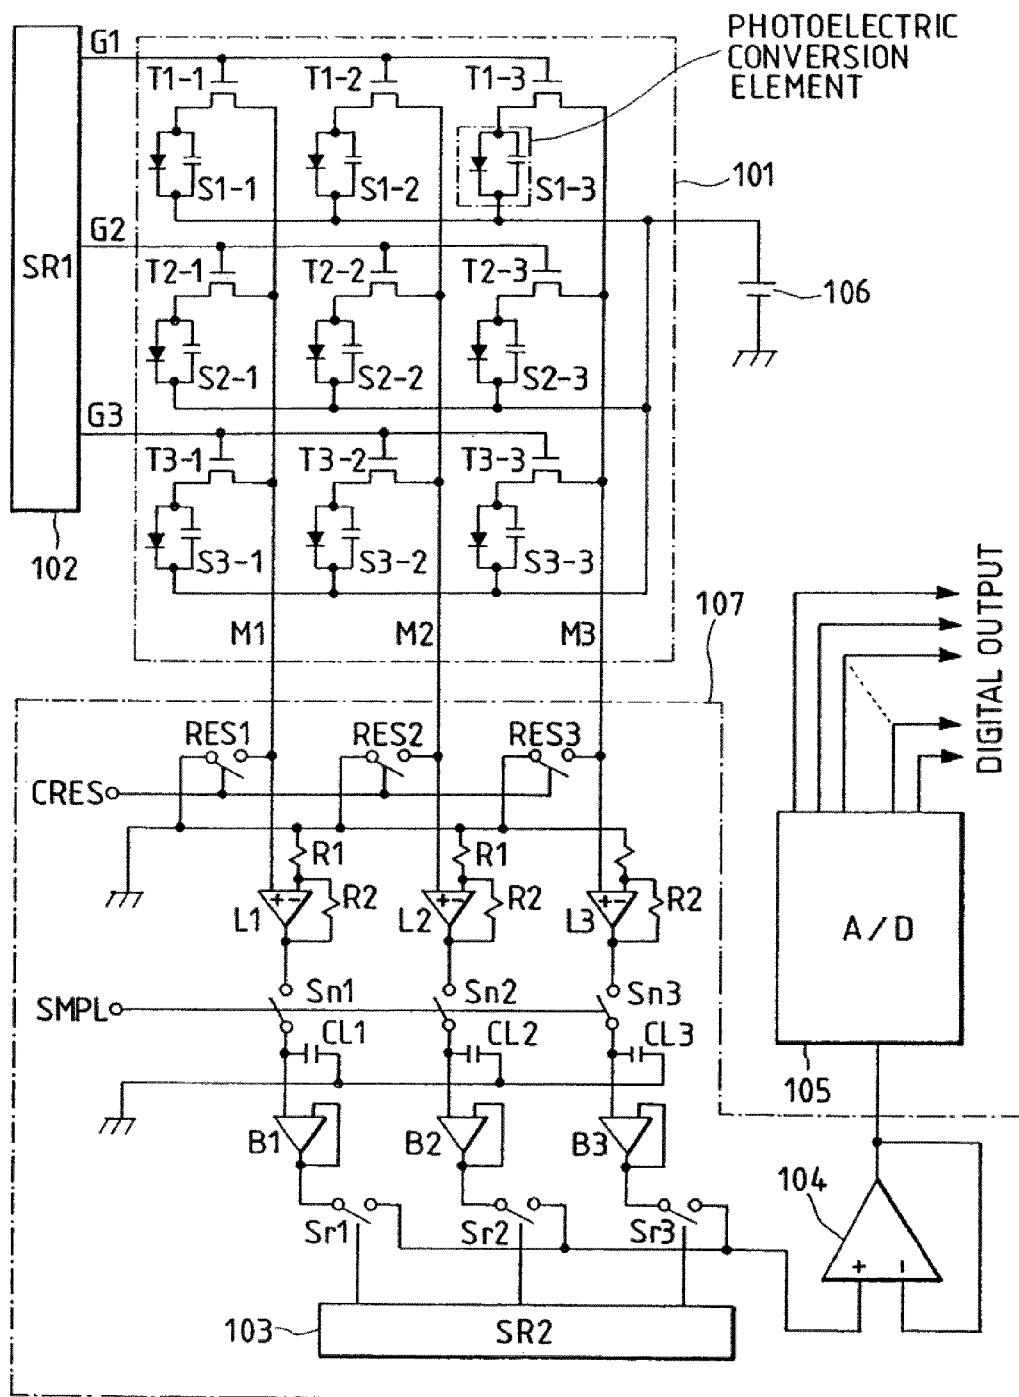 PHOTOELECTRIC
CONVERSION
ELEMENT
G1
T1-1 T1-2 T1-3
S1-1 S1-2 S1-3
101
G2
SR1
T2-1 T2-2 T2-3
106
S2-1 S2-2 S2-3
G3
T3-1 T3-2 T3-3
102
S3-1 S3-2 S3-3
107
M1 M2 M3
DIGITAL OUTPUT
RES1 RES2 RES3
CRES
R1 R1
R2 R2 R2
+ - + - + -
L1 L2 L3
A/D
Sn1 Sn2 Sn3
SMPL
CL1 CL2 CL3
105
B1 B2 B3
104
Sr1 Sr2 Sr3
+ -
103
SR2